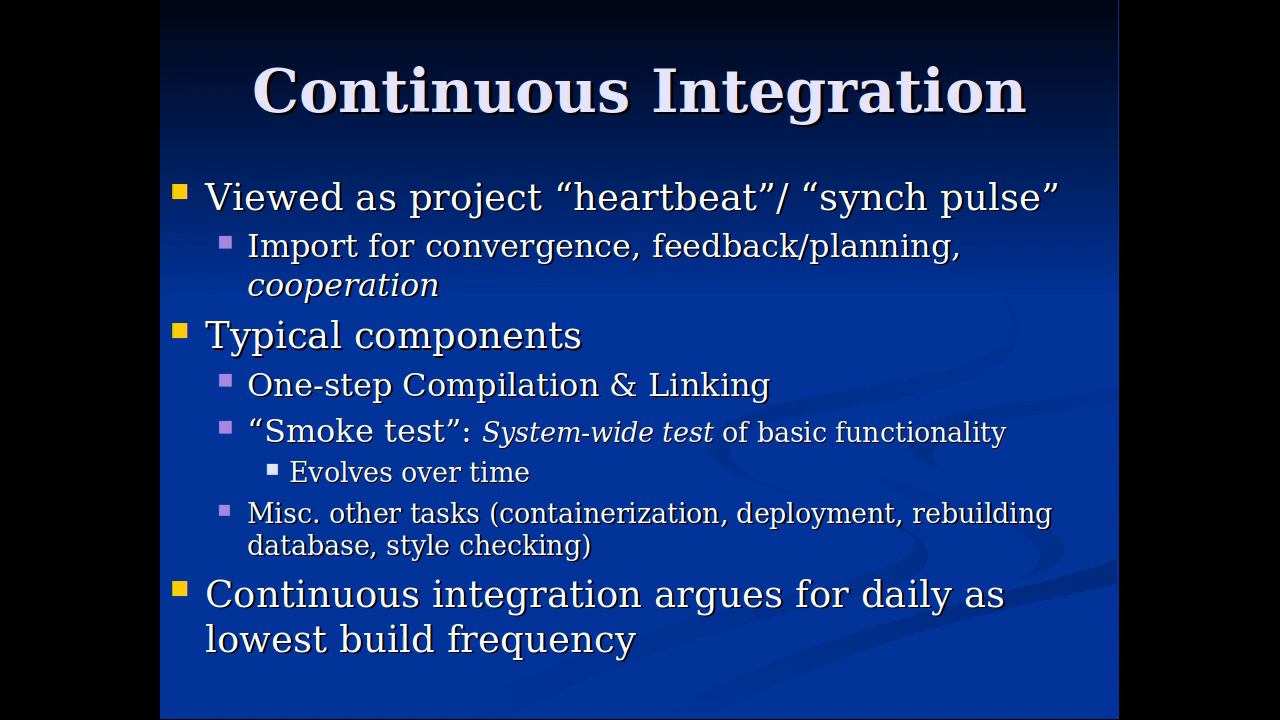 Continuous Integration
Viewed as project “heartbeat”/ “synch pulse”
Import for convergence, feedback/planning,
cooperation
Typical components
One-step Compilation & Linking
“Smoke test”: System-wide test of basic functionality
Evolves over time
Misc. other tasks (containerization, deployment, rebuilding
database, style checking)
Continuous integration argues for daily as
lowest build frequency